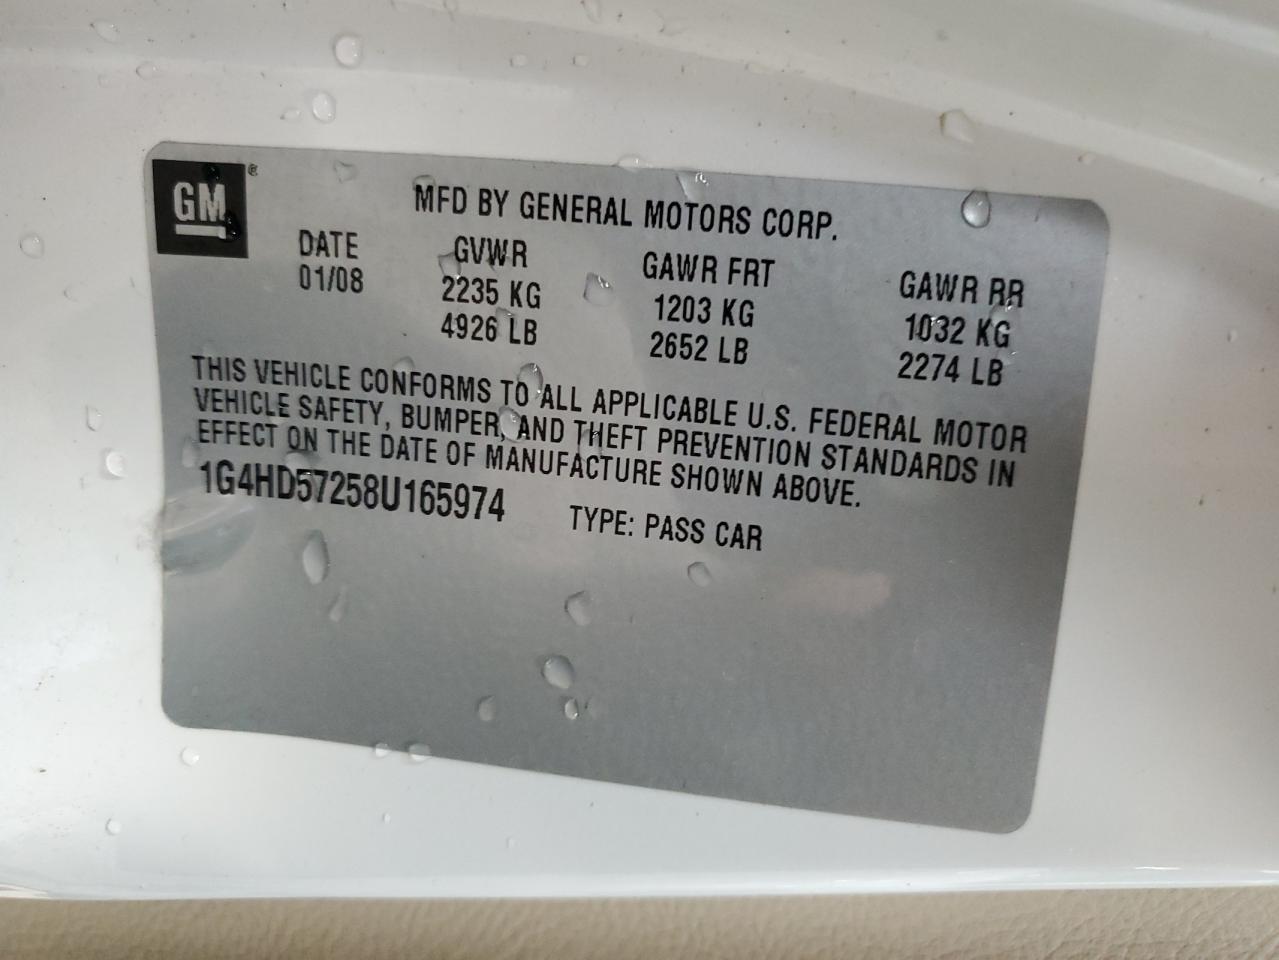 GM ®
MFD BY GENERAL MOTORS CORP.
DATE GVWR GAWR FRT GAWR RR
01/08 2235 KG 1203 KG 1032 KG
4926 LB 2652 LB 2274 LB
THIS VEHICLE CONFORMS TO ALL APPLICABLE U.S. FEDERAL MOTOR
VEHICLE SAFETY, BUMPER, AND THEFT PREVENTION STANDARDS IN
EFFECT ON THE DATE OF MANUFACTURE SHOWN ABOVE.
1G4HD57258U165974 TYPE: PASS CAR